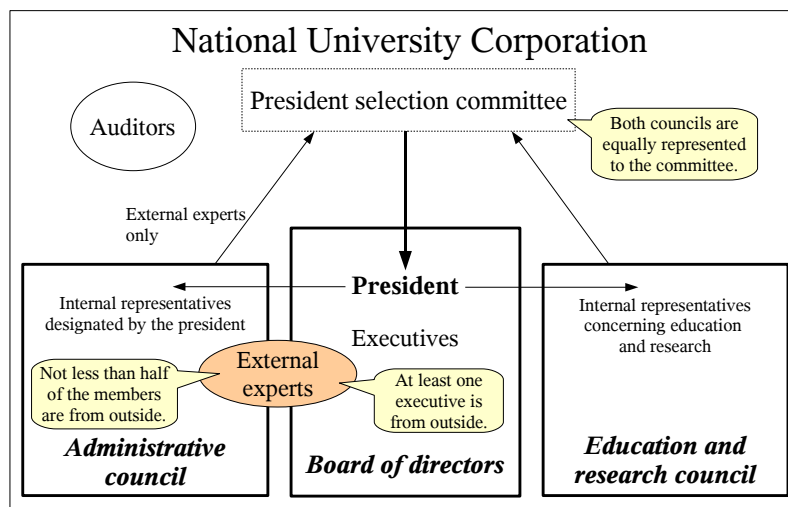 National University Corporation
President selection committee
Auditors
Both councils are
equally represented
to the committee.
External experts
only
President
Internal representatives
designated by the president
Internal representatives
concerning education
and research
Executives
External
experts
Not less than half
of the members
are from outside.
At least one
executive is
from outside.
Administrative
council
Board of directors
Education and
research council